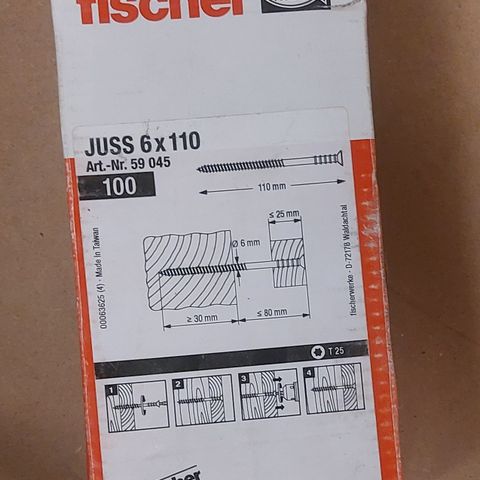 fischer
JUSS 6 x 110
Art.-Nr. 59 045
100
110 mm
≤ 25 mm
Ø 6 mm
≥ 30 mm
≤ 80 mm
00063625 (4) · Made in Taiwan
fischerwerke · D-72178 Waldachtal
T 25
1
2
3
4